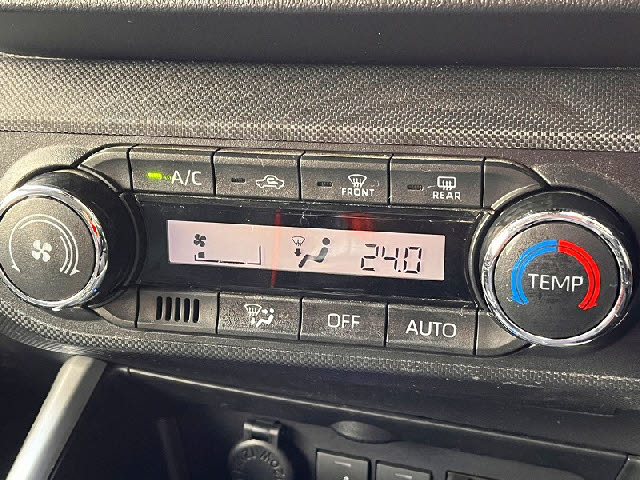 A/C
FRONT
REAR
24.0
TEMP
OFF
AUTO